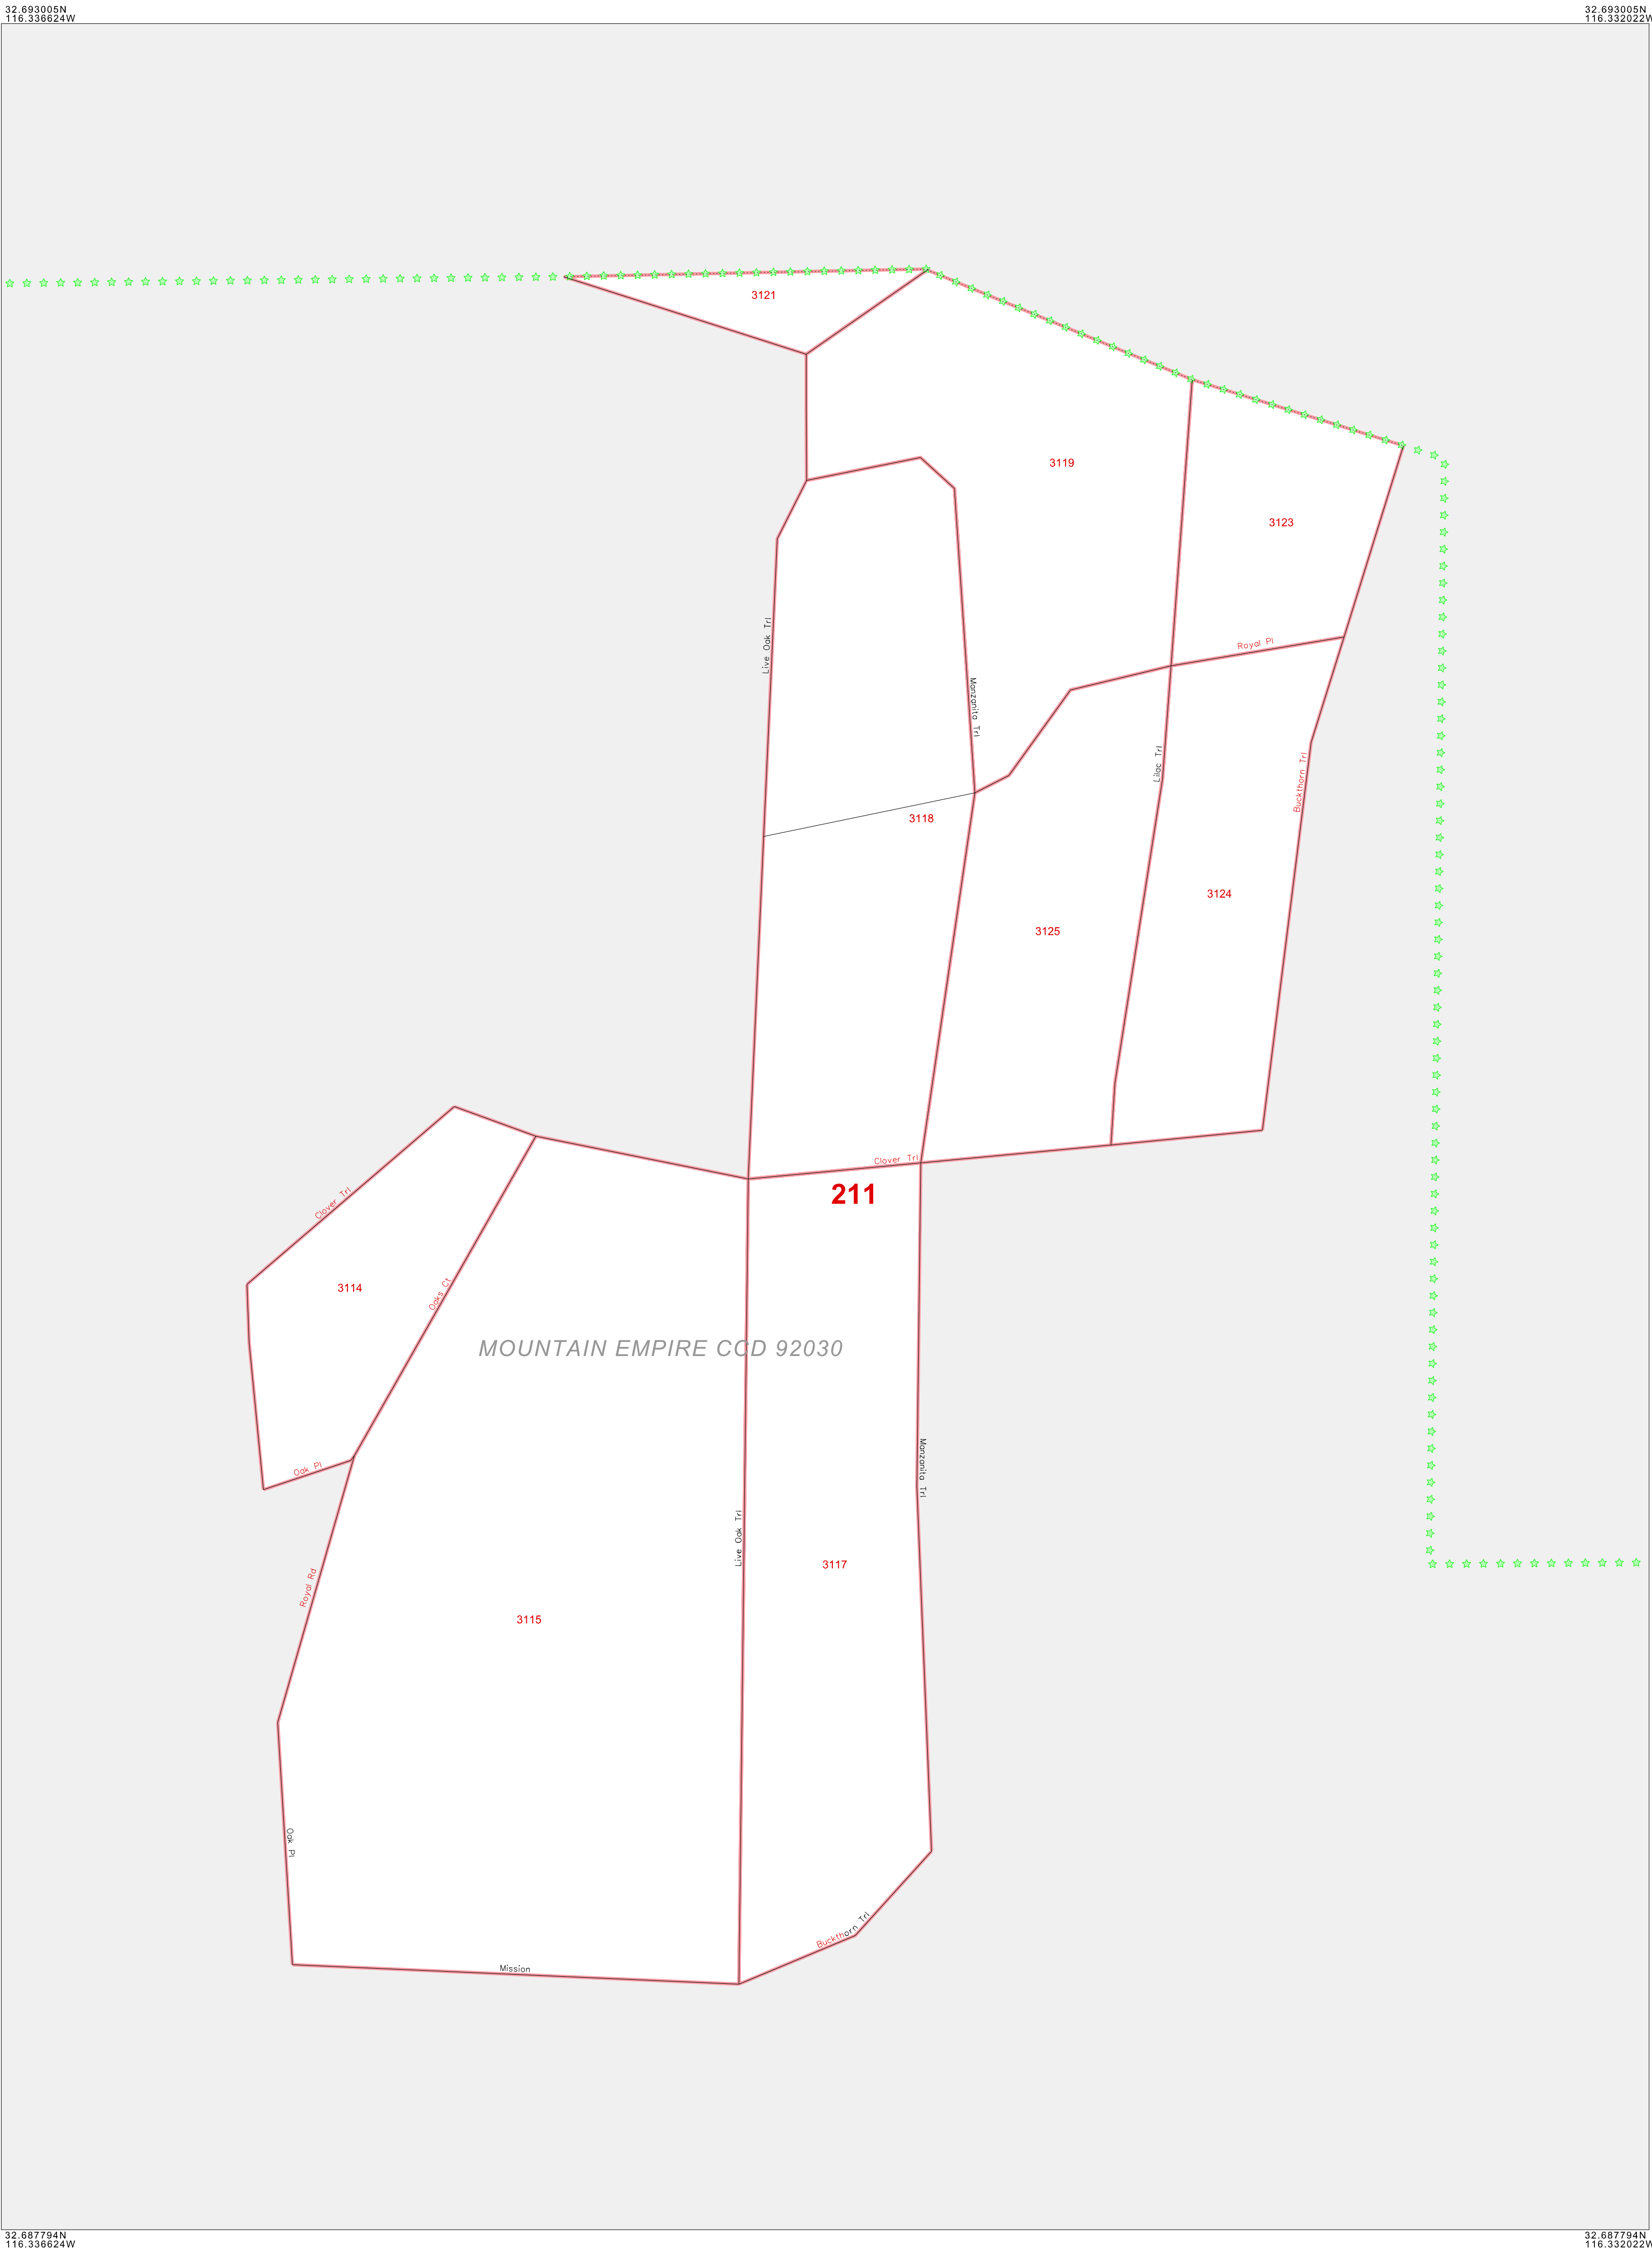 32.693005N
116.336624W
32.693005N
116.332022W
3121
3119
3123
Live Oak Trl
Royal Pl
Manzanita Trl
Lilac Trl
Buckthorn Trl
3118
3124
3125
Clover Trl
211
Clover Trl
3114
Oaks Ct
MOUNTAIN EMPIRE CCD 92030
Oak Pl
Manzanita Trl
Live Oak Trl
3117
Royal Rd
3115
Oak Pl
Buckthorn Trl
Mission
32.687794N
116.336624W
32.687794N
116.332022W